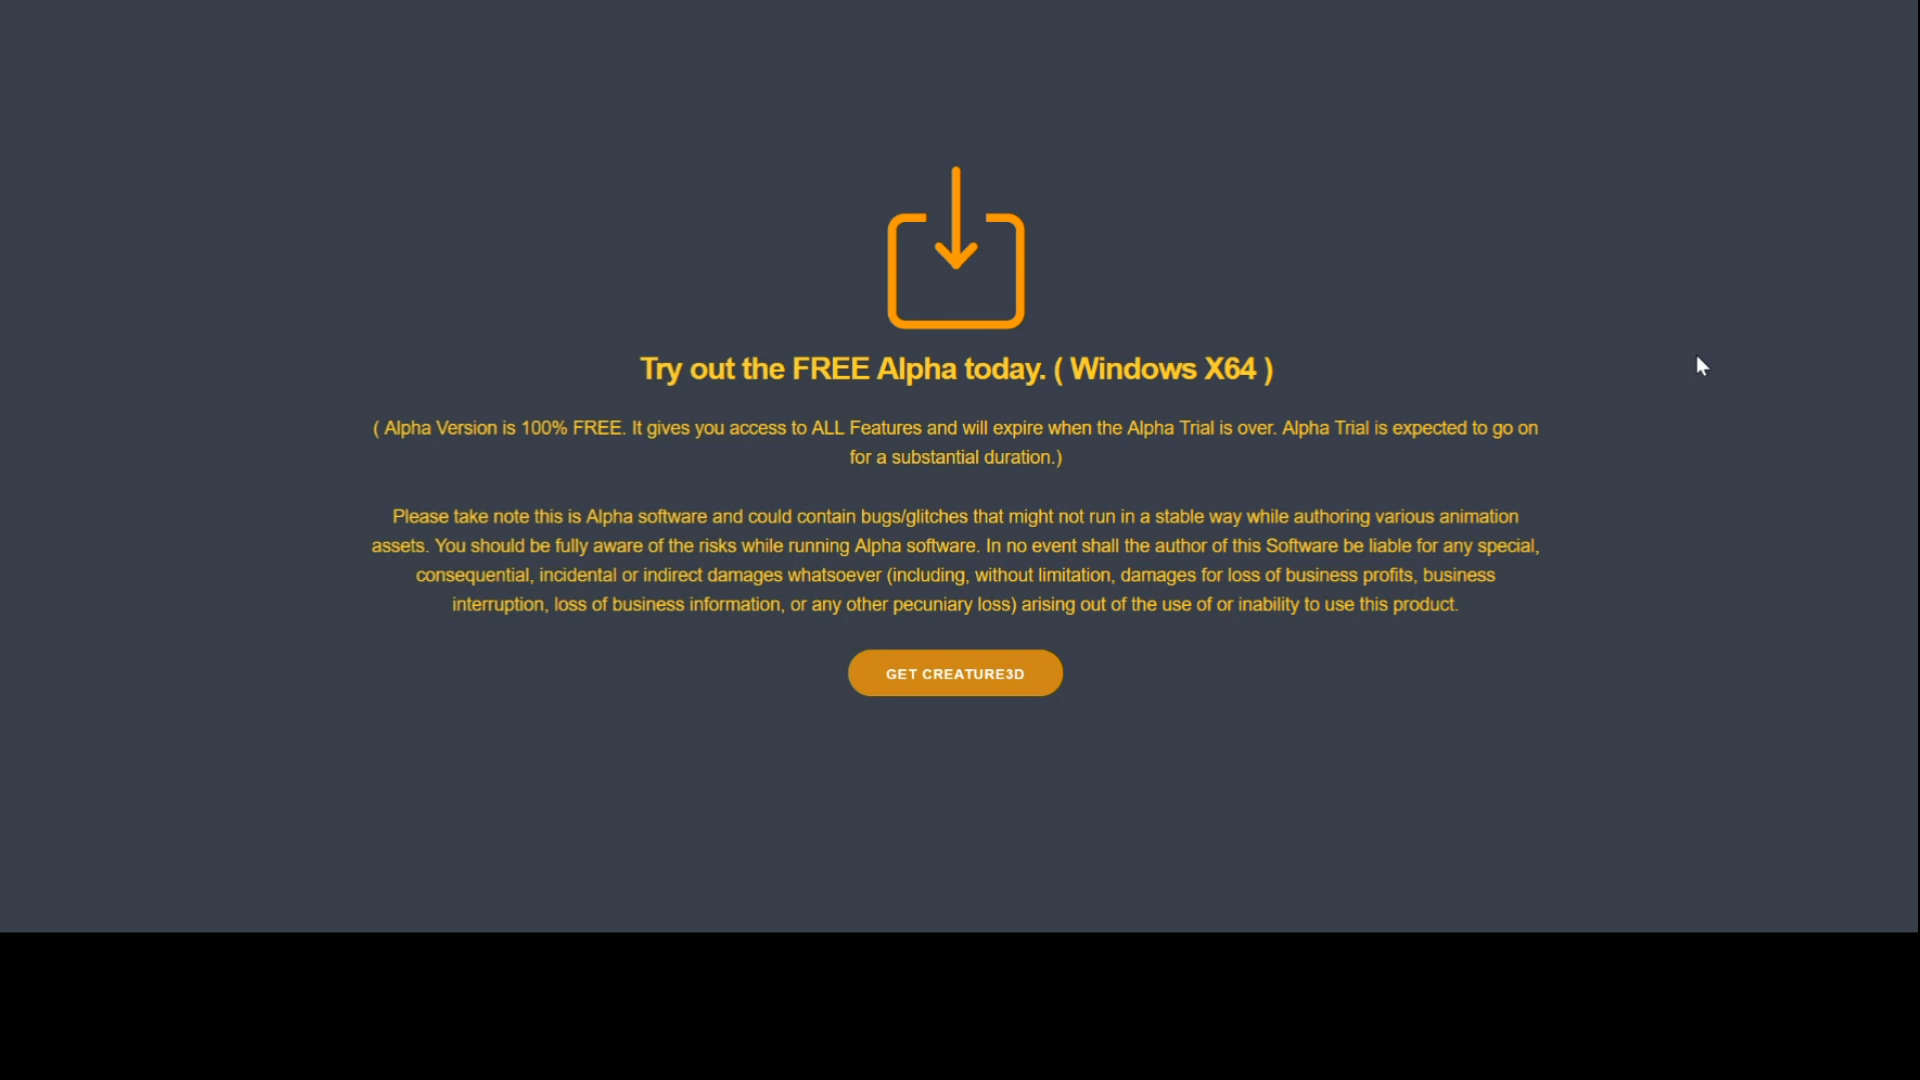 Try out the FREE Alpha today. ( Windows X64 )
( Alpha Version is 100% FREE. It gives you access to ALL Features and will expire when the Alpha Trial is over. Alpha Trial is expected to go on
for a substantial duration.)
Please take note this is Alpha software and could contain bugs/glitches that might not run in a stable way while authoring various animation
assets. You should be fully aware of the risks while running Alpha software. In no event shall the author of this Software be liable for any special,
consequential, incidental or indirect damages whatsoever (including, without limitation, damages for loss of business profits, business
interruption, loss of business information, or any other pecuniary loss) arising out of the use of or inability to use this product.
GET CREATURE3D